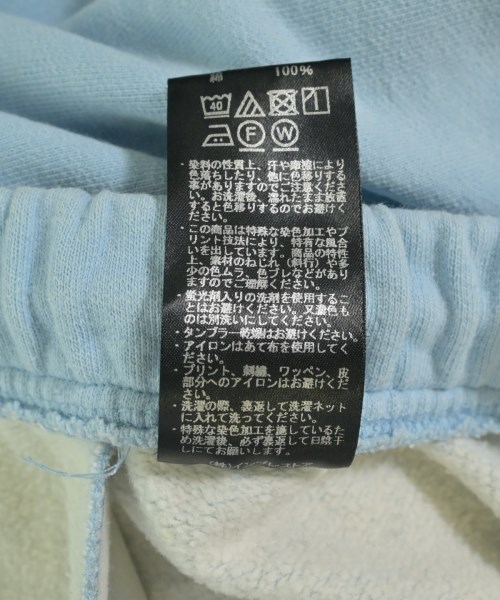 綿 100%
40
F W
・染料の性質上、汗や摩擦により
色落ちしたり、他に色移りする
事がありますのでご注意くださ
い。お洗濯後、濡れたまま放置
すると色移りするのでお避けく
ださい。
・この商品は特殊な染色加工やプ
リント技法により、特有な風合
いを出しています。商品の特性
上、素材のねじれ（斜行）や多
少の色ムラ、色ブレなどがあり
ますのでご理解ください。
・蛍光剤入りの洗剤を使用するこ
とはお避けください。又濃色も
のは別洗いにしてください。
・タンブラー乾燥はお避けください。
・アイロンはあて布を使用してく
ださい。
・プリント、刺繍、ワッペン、皮
部分へのアイロンはお避けくだ
さい。
・洗濯の際、裏返して洗濯ネット
に入れて洗ってください。
・特殊な染色加工を施しているた
め洗濯後、必ず裏返して日陰干
しにてお願いします。